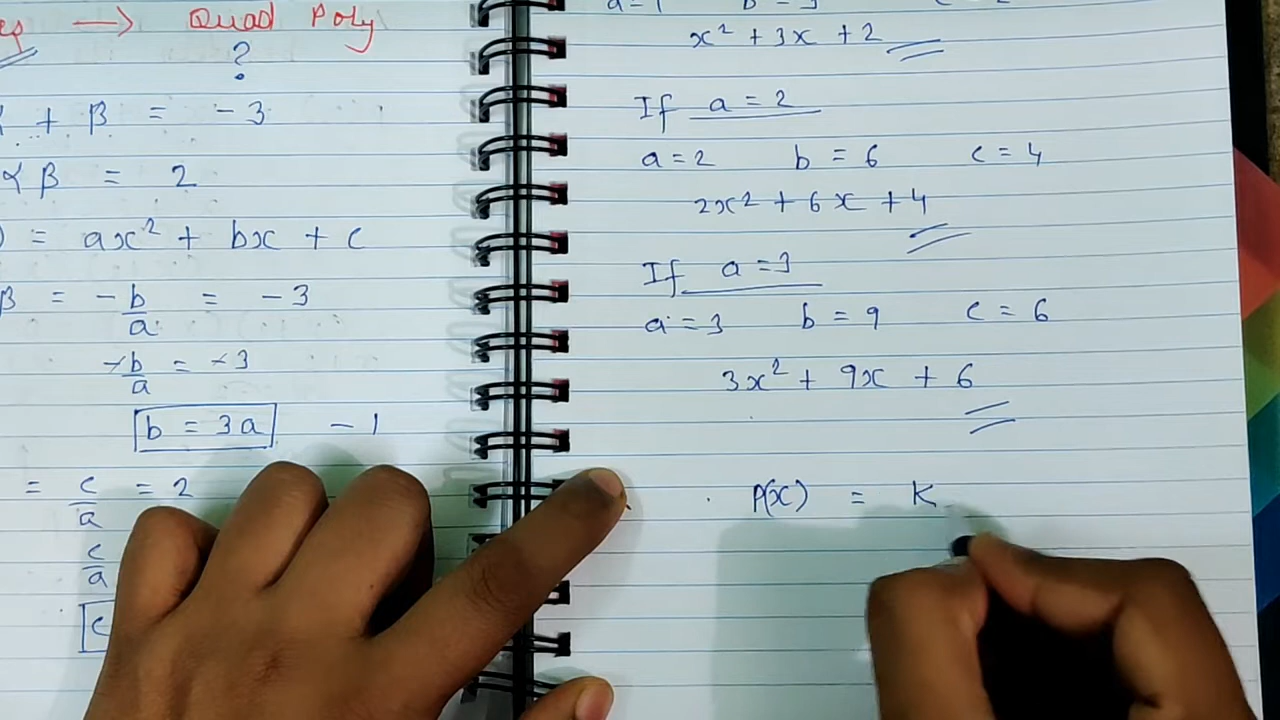 → Quad Poly
?
+ β = -3
αβ = 2
) = ax² + bx + c
β = -b/a = -3
-b/a = -3
b = 3a - 1
= c/a = 2
c/a
c
a=1
x² + 3x + 2
If a = 2
a = 2 b = 6 c = 4
2x² + 6x + 4
If a = 3
a = 3 b = 9 c = 6
3x² + 9x + 6
P(x) = K